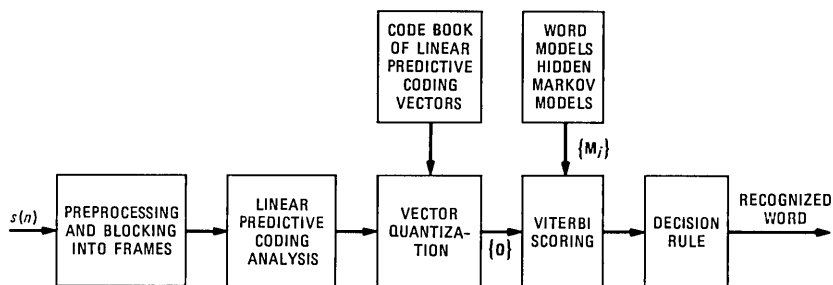 CODE BOOK
OF LINEAR
PREDICTIVE
CODING
VECTORS
WORD
MODELS
HIDDEN
MARKOV
MODELS
{M_j}
s(n)
PREPROCESSING
AND BLOCKING
INTO FRAMES
LINEAR
PREDICTIVE
CODING
ANALYSIS
VECTOR
QUANTIZA-
TION
{O}
VITERBI
SCORING
DECISION
RULE
RECOGNIZED
WORD